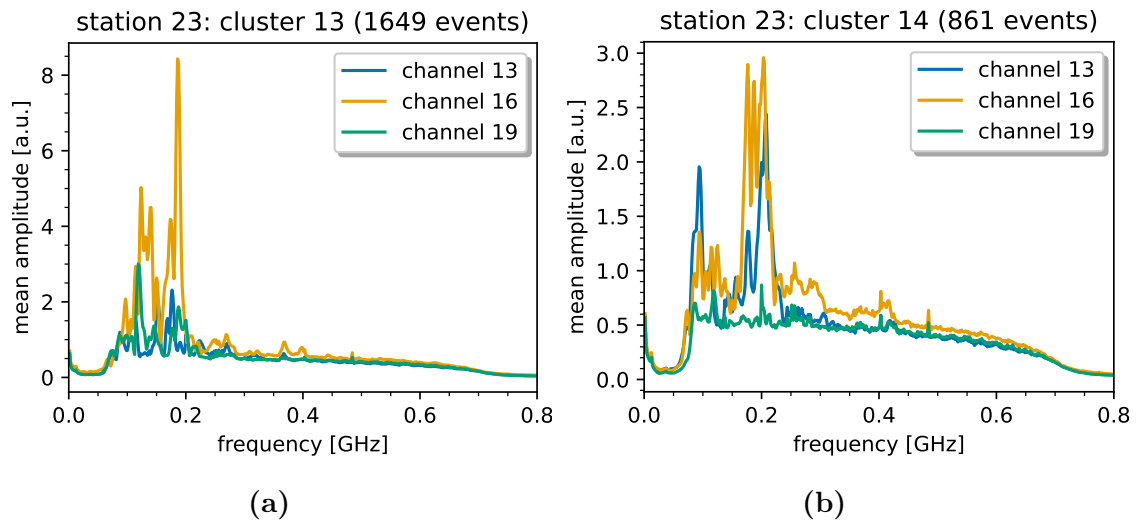 station 23: cluster 13 (1649 events)
channel 13
channel 16
channel 19
mean amplitude [a.u.]
8
6
4
2
0
0.0 0.2 0.4 0.6 0.8
frequency [GHz]
(a)
station 23: cluster 14 (861 events)
channel 13
channel 16
channel 19
mean amplitude [a.u.]
3.0
2.5
2.0
1.5
1.0
0.5
0.0
0.0 0.2 0.4 0.6 0.8
frequency [GHz]
(b)